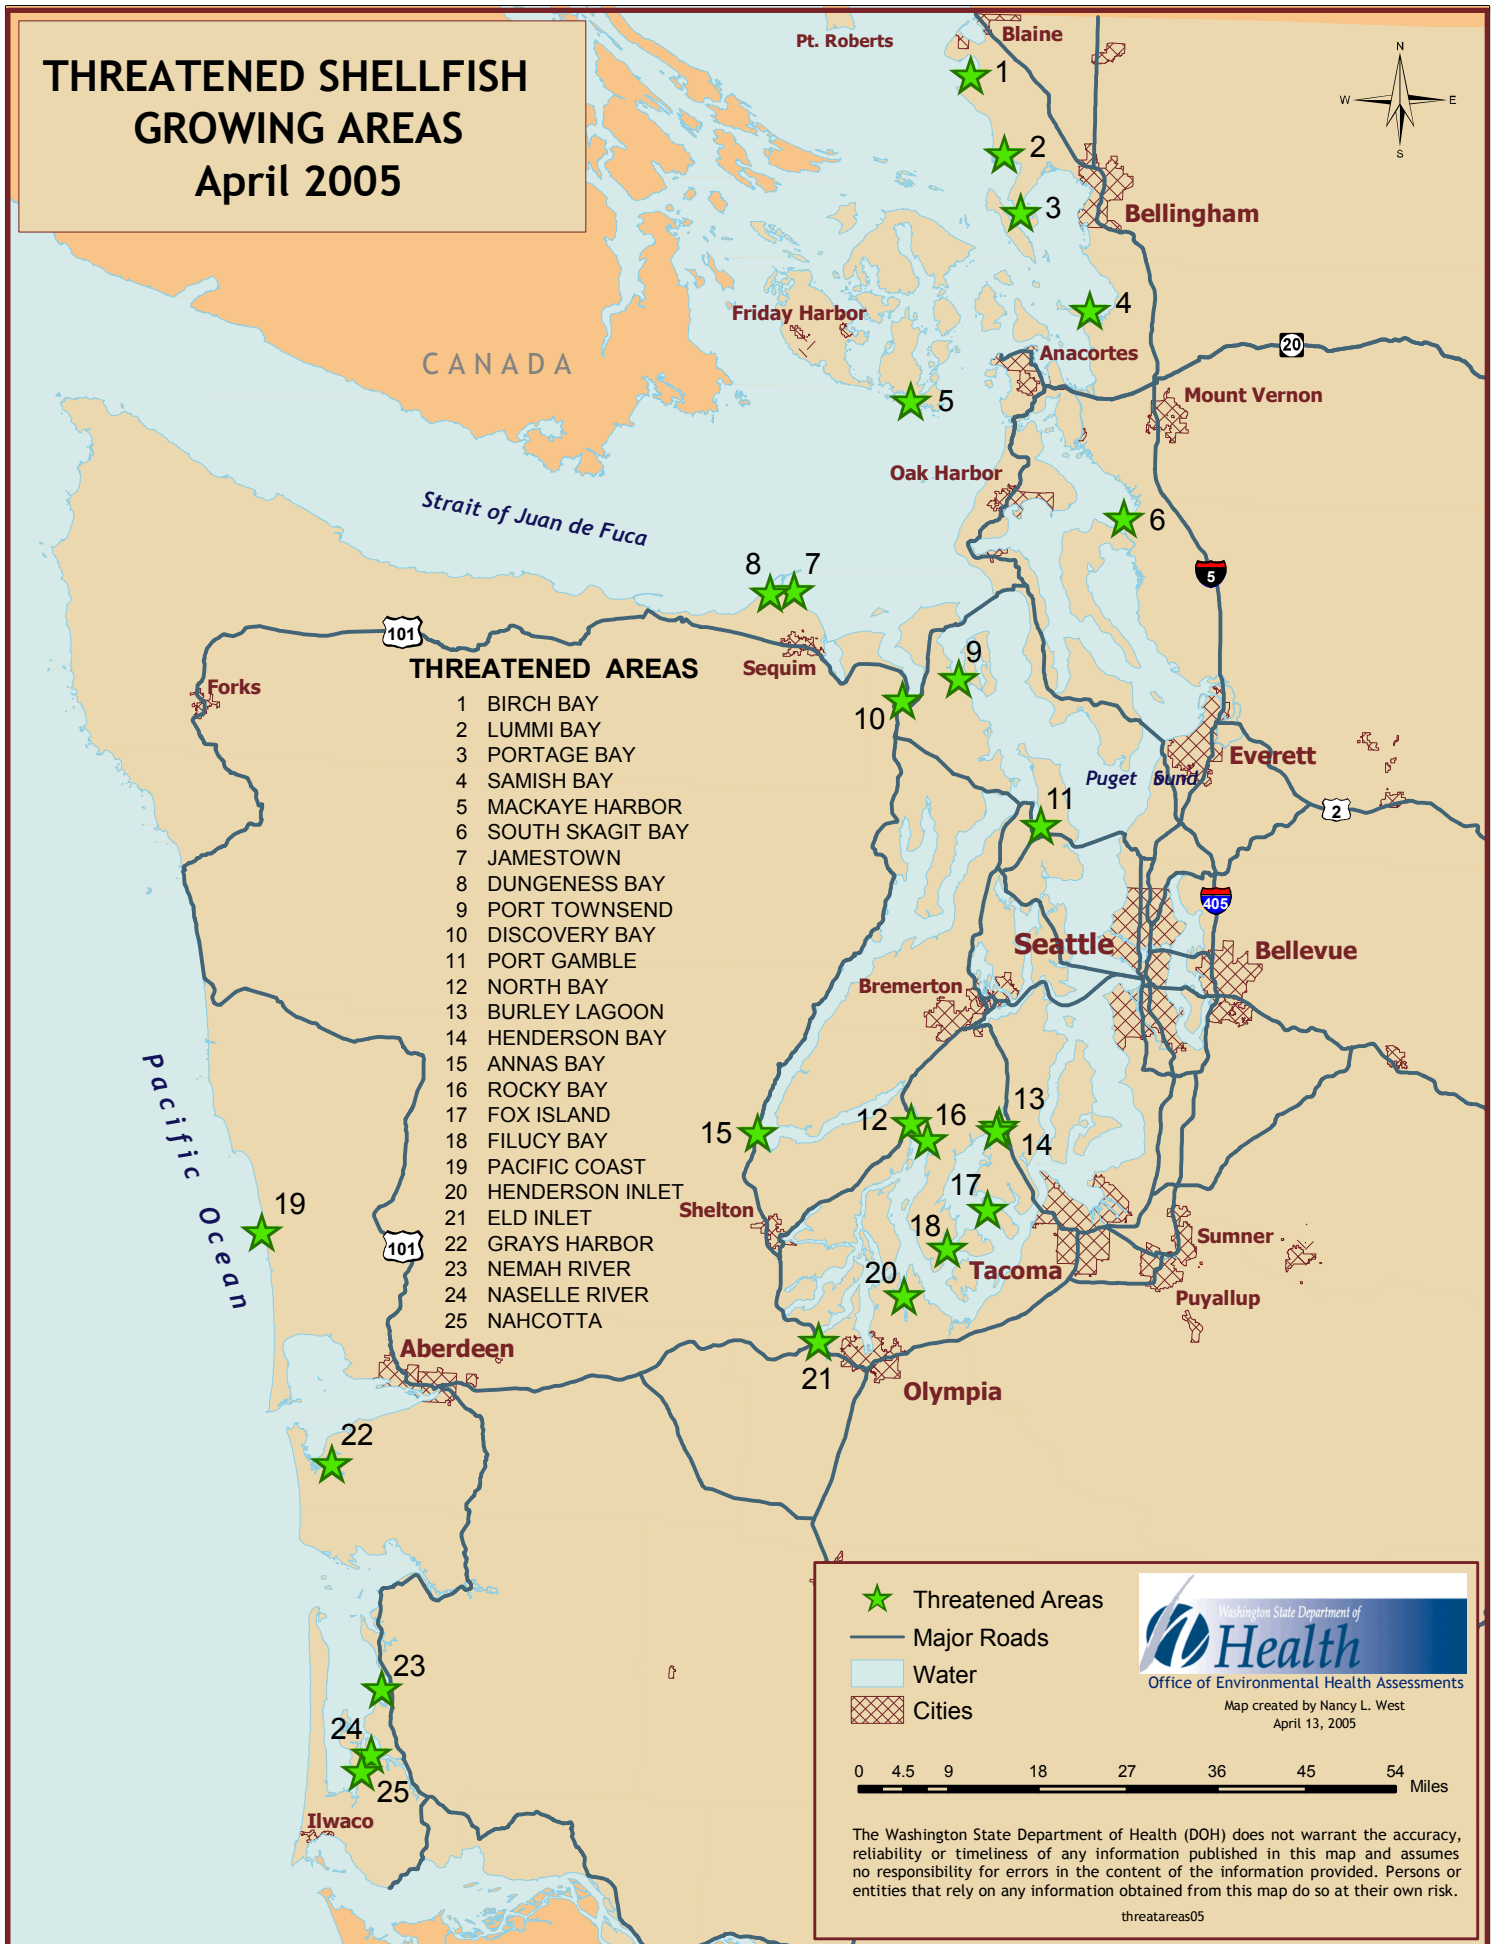 THREATENED SHELLFISH
GROWING AREAS
April 2005
Pt. Roberts
Blaine
N
W
E
S
1
2
3
Bellingham
4
Friday Harbor
Anacortes
20
CANADA
5
Mount Vernon
Oak Harbor
Strait of Juan de Fuca
6
8
7
5
101
Sequim
9
10
Forks
THREATENED AREAS
1 BIRCH BAY
2 LUMMI BAY
3 PORTAGE BAY
4 SAMISH BAY
5 MACKAYE HARBOR
6 SOUTH SKAGIT BAY
7 JAMESTOWN
8 DUNGENESS BAY
9 PORT TOWNSEND
10 DISCOVERY BAY
11 PORT GAMBLE
12 NORTH BAY
13 BURLEY LAGOON
14 HENDERSON BAY
15 ANNAS BAY
16 ROCKY BAY
17 FOX ISLAND
18 FILUCY BAY
19 PACIFIC COAST
20 HENDERSON INLET
21 ELD INLET
22 GRAYS HARBOR
23 NEMAH RIVER
24 NASELLE RIVER
25 NAHCOTTA
Everett
Puget Sound
11
2
405
Seattle
Bellevue
Bremerton
Pacific Ocean
15
12
16
13
14
17
Shelton
18
19
Sumner
101
20
Tacoma
Puyallup
Aberdeen
21
Olympia
22
23
24
25
Ilwaco
Threatened Areas
Major Roads
Water
Cities
Washington State Department of
Health
Office of Environmental Health Assessments
Map created by Nancy L. West
April 13, 2005
0 4.5 9 18 27 36 45 54
Miles
The Washington State Department of Health (DOH) does not warrant the accuracy,
reliability or timeliness of any information published in this map and assumes
no responsibility for errors in the content of the information provided. Persons or
entities that rely on any information obtained from this map do so at their own risk.
threatareas05